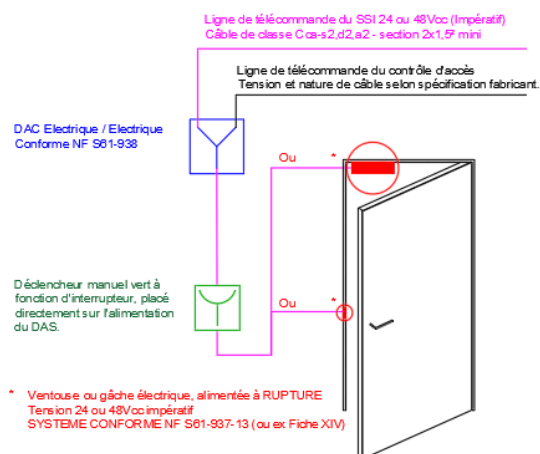 Ligne de télécommande du SSI 24 ou 48Vcc (Impératif)
Câble de classe Cca-s2,d2,a2 - section 2x1,5² mini
Ligne de télécommande du contrôle d'accès
Tension et nature de câble selon spécification fabricant.
DAC Electrique / Electrique
Conforme NF S61-938
Ou *
Déclencheur manuel vert à
fonction d'interrupteur, placé
directement sur l'alimentation
du DAS.
Ou *
* Ventouse ou gâche électrique, alimentée à RUPTURE
Tension 24 ou 48Vcc impératif
SYSTEME CONFORME NF S61-937-13 (ou ex Fiche XIV)